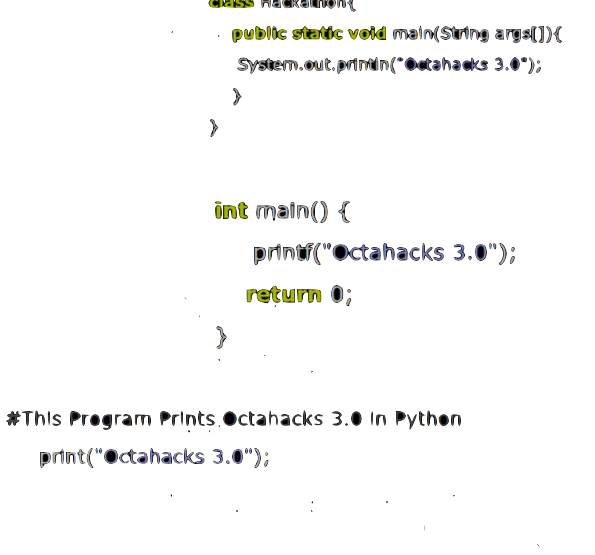 class Hackathon{
public static void main(String args[]){
System.out.println("Octahacks 3.0");
}
}
int main() {
printf("Octahacks 3.0");
return 0;
}
#This Program Prints Octahacks 3.0 in Python
print("Octahacks 3.0");